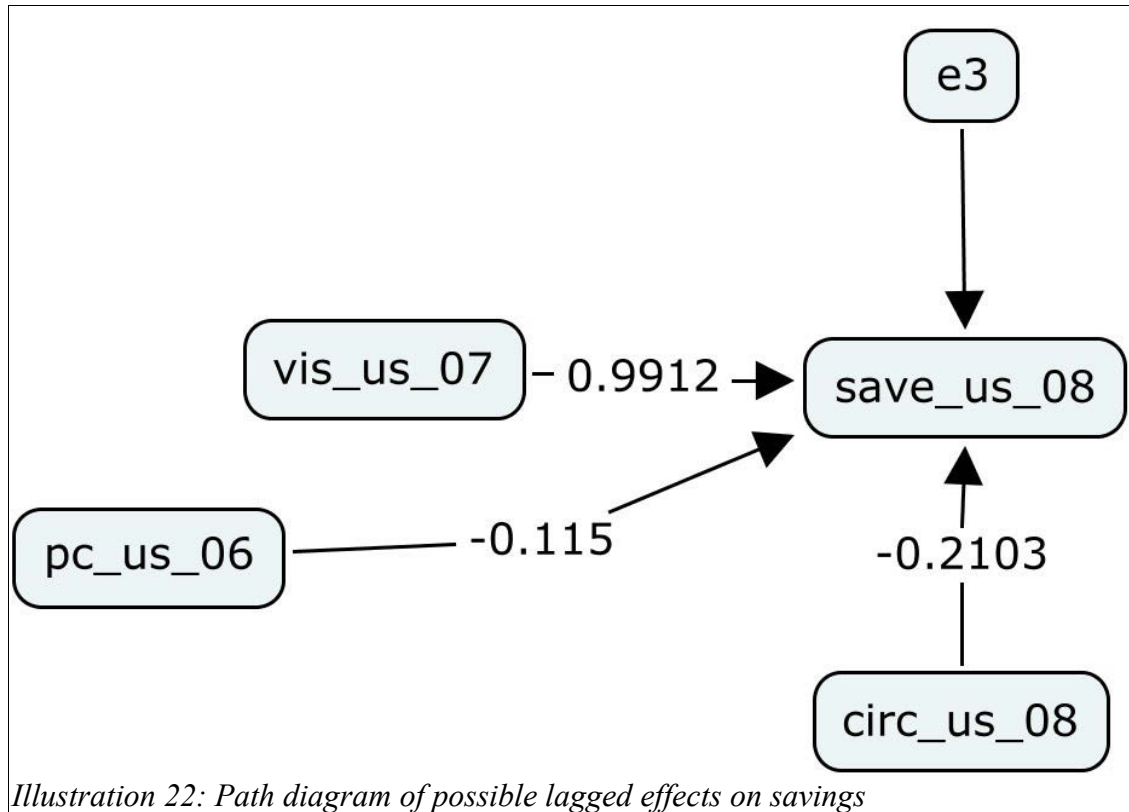 e3
vis_us_07
0.9912
save_us_08
pc_us_06
-0.115
-0.2103
circ_us_08
Illustration 22: Path diagram of possible lagged effects on savings